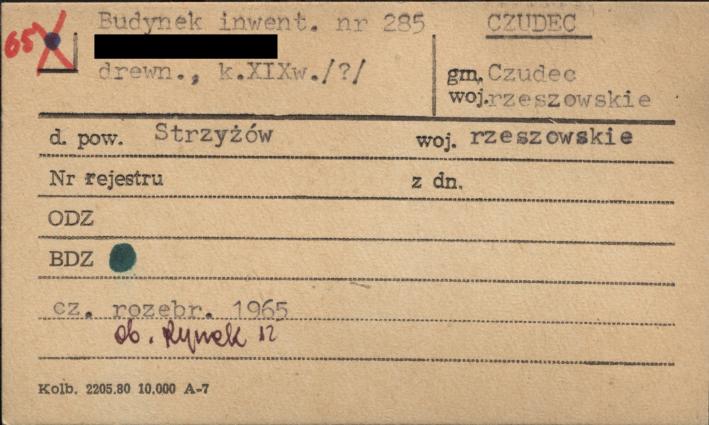 65
Budynek inwent. nr 285
CZUDEC
drewn., k.XIXw./?/
gm. Czudec
woj. rzeszowskie
d. pow. Strzyżów woj. rzeszowskie
Nr rejestru z dn.
ODZ
BDZ
cz. rozebr. 1965
ob. Rynek 12
Kolb. 2205.80 10.000 A-7